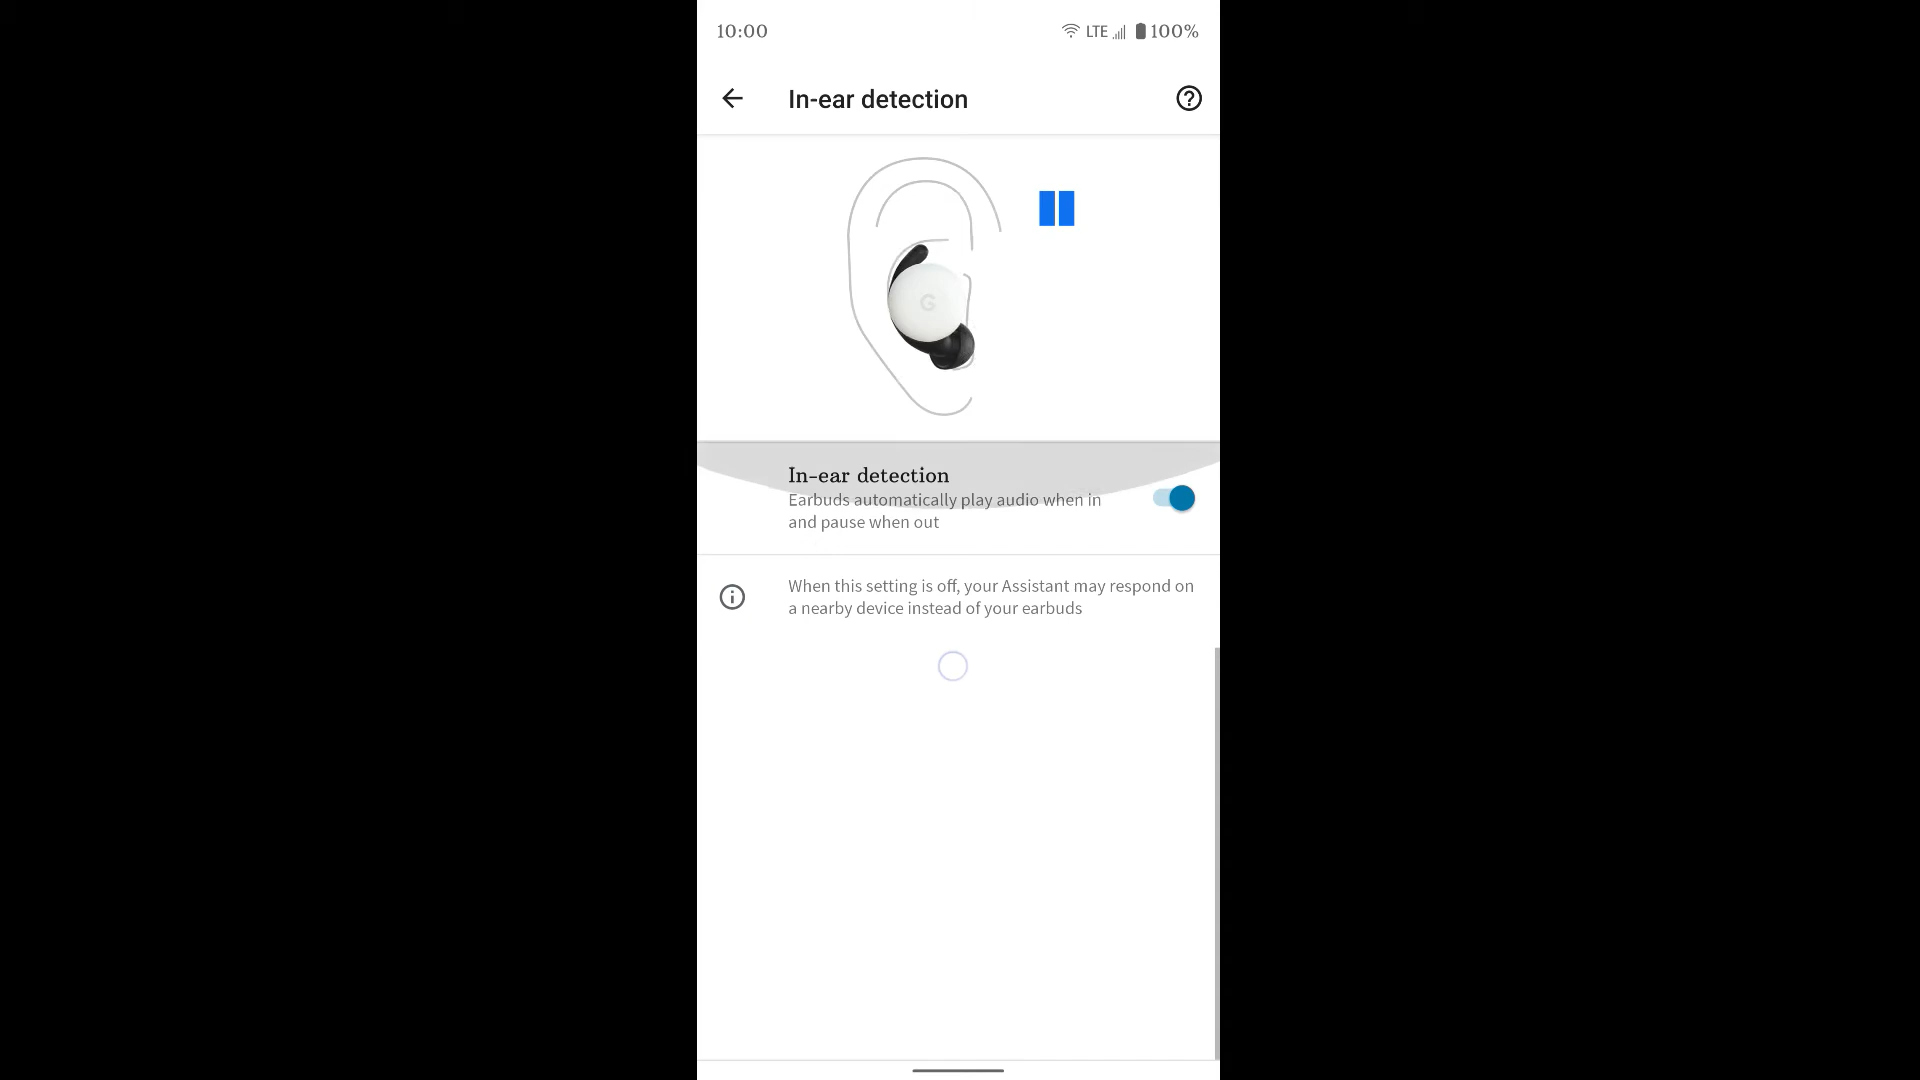 10:00 LTE 100%
In-ear detection
G
In-ear detection
Earbuds automatically play audio when in
and pause when out
When this setting is off, your Assistant may respond on
a nearby device instead of your earbuds